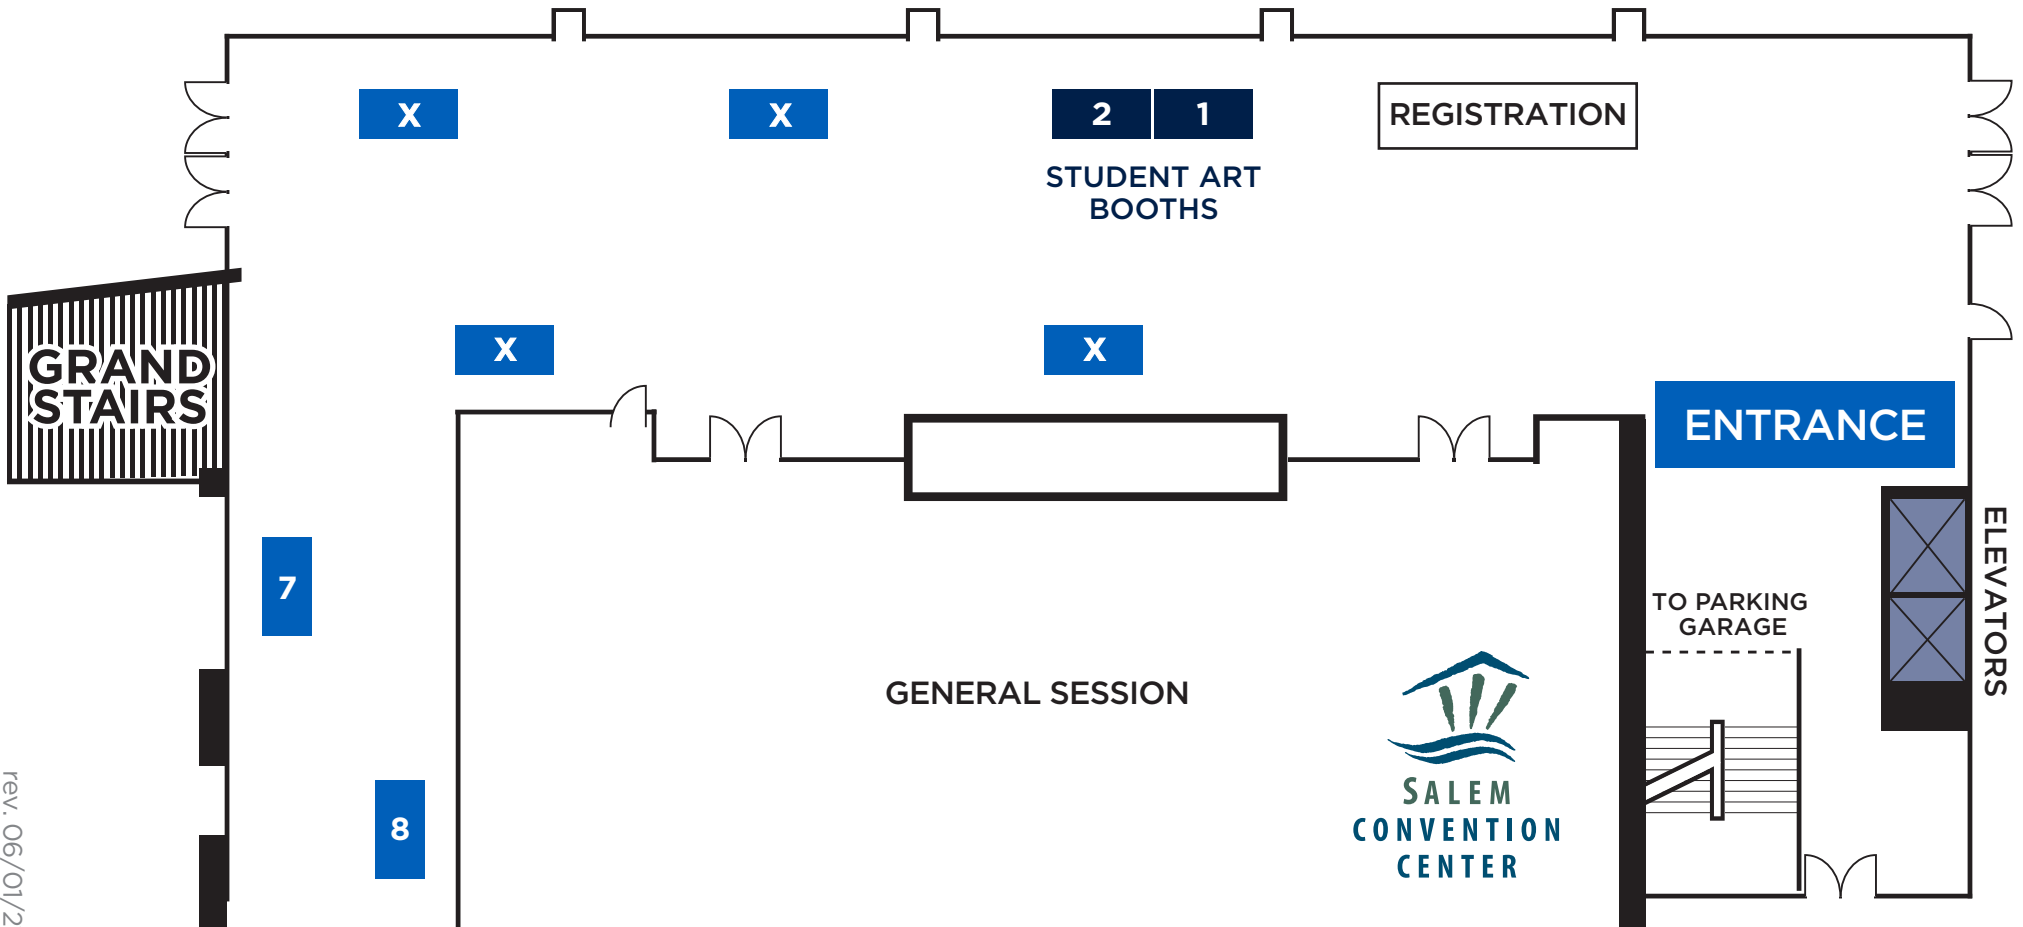 X
X
2
1
REGISTRATION
STUDENT ART
BOOTHS
X
X
GRAND
STAIRS
ENTRANCE
ELEVATORS
7
TO PARKING
GARAGE
GENERAL SESSION
8
SALEM
CONVENTION
CENTER
rev. 06/01/2